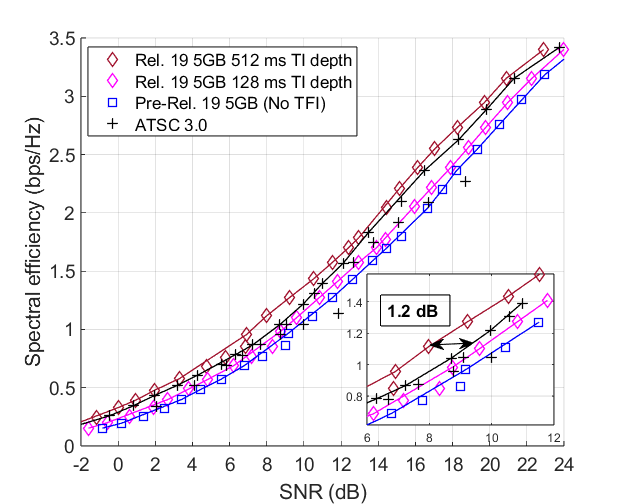 Rel. 19 5GB 512 ms TI depth
Rel. 19 5GB 128 ms TI depth
Pre-Rel. 19 5GB (No TFI)
ATSC 3.0
3.5
3
2.5
2
1.5
1
0.5
0
Spectral efficiency (bps/Hz)
1.2 dB
1.4
1.2
1
0.8
6 8 10 12
-2 0 2 4 6 8 10 12 14 16 18 20 22 24
SNR (dB)